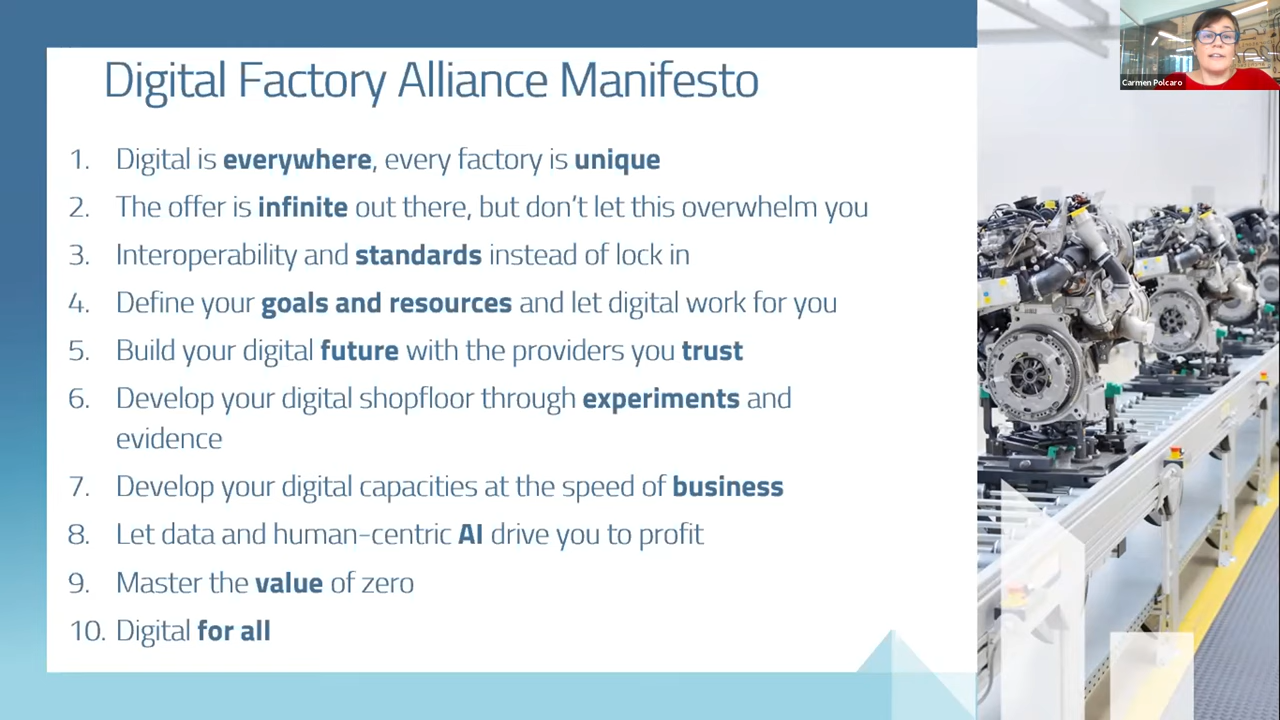 Digital Factory Alliance Manifesto
Carmen Polcaro
1. Digital is everywhere, every factory is unique
2. The offer is infinite out there, but don't let this overwhelm you
3. Interoperability and standards instead of lock in
4. Define your goals and resources and let digital work for you
5. Build your digital future with the providers you trust
6. Develop your digital shopfloor through experiments and
evidence
7. Develop your digital capacities at the speed of business
8. Let data and human-centric AI drive you to profit
9. Master the value of zero
10. Digital for all